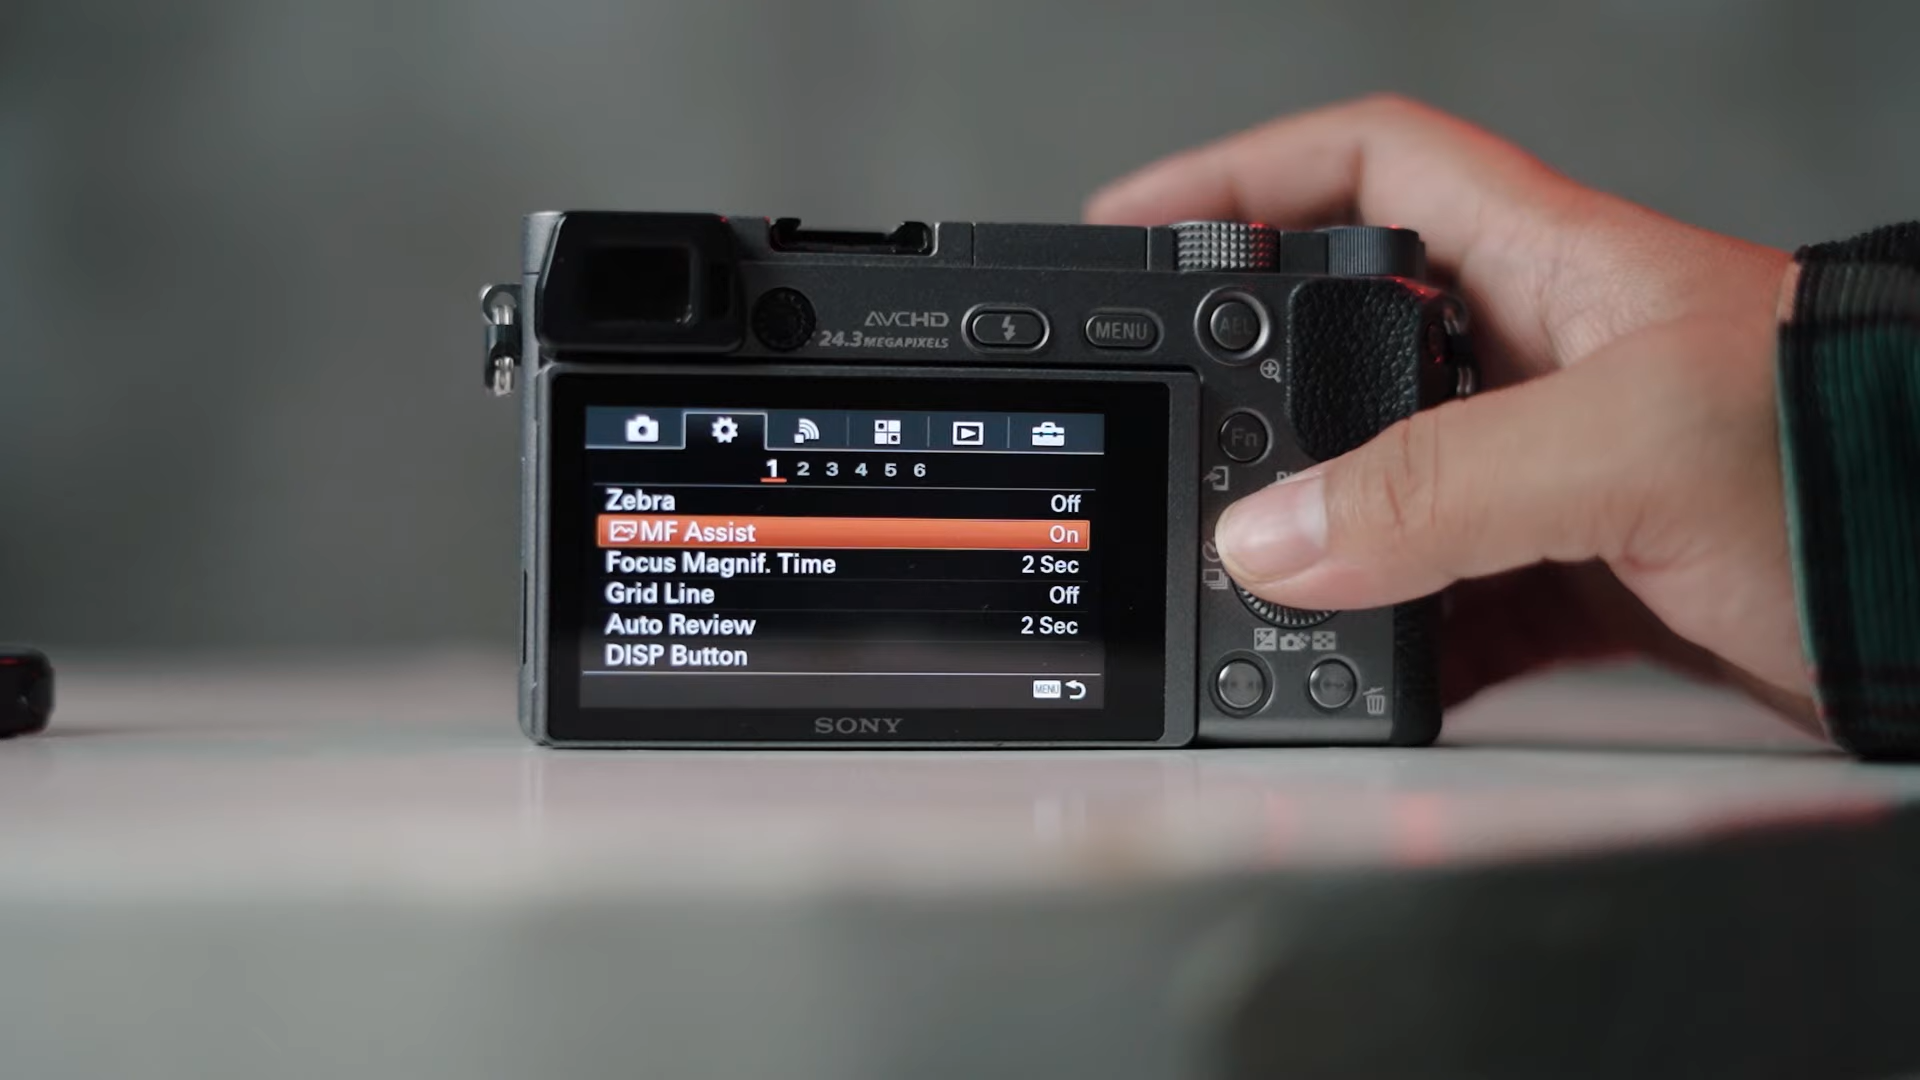 AVCHD
24.3 MEGAPIXELS
MENU
AEL
Fn
1 2 3 4 5 6
Zebra Off
MF Assist On
Focus Magnif. Time 2 Sec
Grid Line Off
Auto Review 2 Sec
DISP Button
MENU
SONY